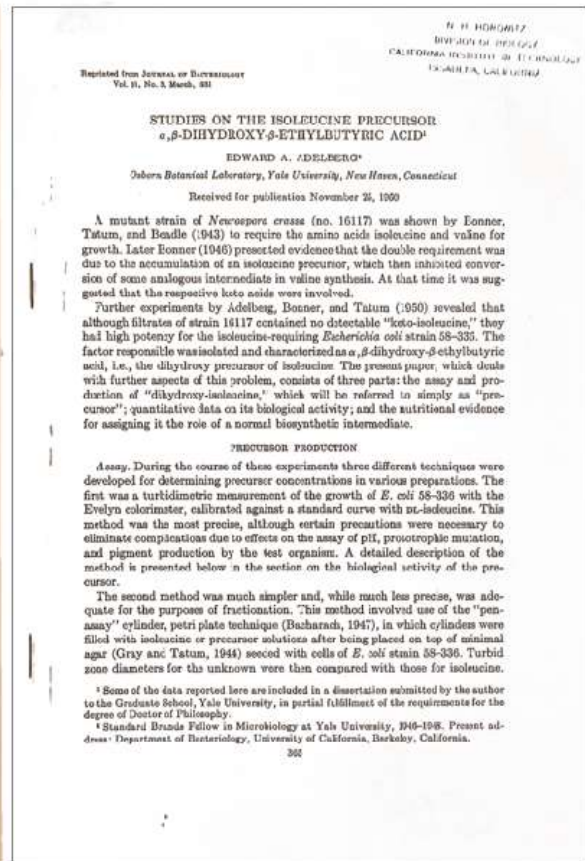 N. H. HOROWITZ
DIVISION OF BIOLOGY
CALIFORNIA INSTITUTE OF TECHNOLOGY
PASADENA, CALIFORNIA
Reprinted from JOURNAL OF BACTERIOLOGY
Vol. 61, No. 3, March, 1951
STUDIES ON THE ISOLEUCINE PRECURSOR
α,β-DIHYDROXY-β-ETHYLBUTYRIC ACID¹
EDWARD A. ADELBERG²
Osborn Botanical Laboratory, Yale University, New Haven, Connecticut
Received for publication November 25, 1950
A mutant strain of Neurospora crassa (no. 16117) was shown by Bonner,
Tatum, and Beadle (1943) to require the amino acids isoleucine and valine for
growth. Later Bonner (1946) presented evidence that the double requirement was
due to the accumulation of an isoleucine precursor, which then inhibited conver-
sion of some analogous intermediate in valine synthesis. At that time it was sug-
gested that the respective keto acids were involved.
Further experiments by Adelberg, Bonner, and Tatum (1950) revealed that
although filtrates of strain 16117 contained no detectable "keto-isoleucine," they
had high potency for the isoleucine-requiring Escherichia coli strain 58-336. The
factor responsible was isolated and characterized as α,β-dihydroxy-β-ethylbutyric
acid, i.e., the dihydroxy precursor of isoleucine. The present paper, which deals
with further aspects of this problem, consists of three parts: the assay and pro-
duction of "dihydroxy-isoleucine," which will be referred to simply as "pre-
cursor"; quantitative data on its biological activity; and the nutritional evidence
for assigning it the role of a normal biosynthetic intermediate.
PRECURSOR PRODUCTION
Assay. During the course of these experiments three different techniques were
developed for determining precursor concentrations in various preparations. The
first was a turbidimetric measurement of the growth of E. coli 58-336 with the
Evelyn colorimeter, calibrated against a standard curve with DL-isoleucine. This
method was the most precise, although certain precautions were necessary to
eliminate complications due to effects on the assay of pH, prototrophic mutation,
and pigment production by the test organism. A detailed description of the
method is presented below in the section on the biological activity of the pre-
cursor.
The second method was much simpler and, while much less precise, was ade-
quate for the purposes of fractionation. This method involved use of the "pen-
assay" cylinder, petri plate technique (Bacharach, 1947), in which cylinders were
filled with isoleucine or precursor solutions after being placed on top of minimal
agar (Gray and Tatum, 1944) seeded with cells of E. coli strain 58-336. Turbid
zone diameters for the unknown were then compared with those for isoleucine.
¹ Some of the data reported here are included in a dissertation submitted by the author
to the Graduate School, Yale University, in partial fulfillment of the requirements for the
degree of Doctor of Philosophy.
² Standard Brands Fellow in Microbiology at Yale University, 1946-1948. Present ad-
dress: Department of Bacteriology, University of California, Berkeley, California.
365